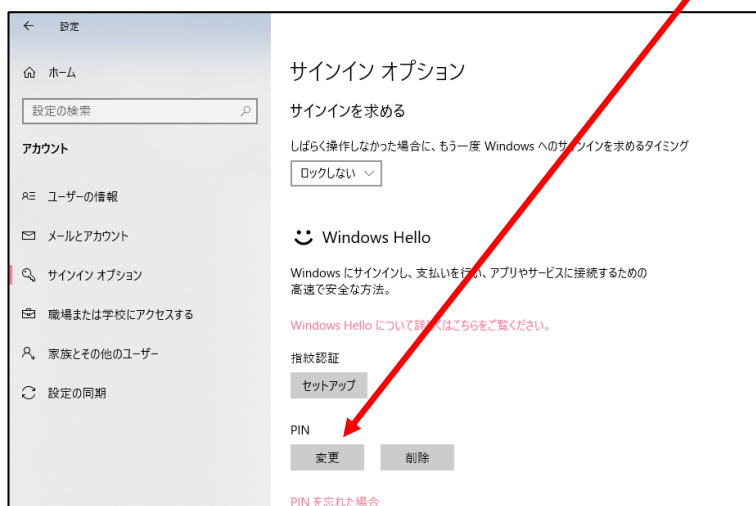 設定
ホーム
設定の検索
アカウント
ユーザーの情報
メールとアカウント
サインイン オプション
職場または学校にアクセスする
家族とその他のユーザー
設定の同期
サインイン オプション
サインインを求める
しばらく操作しなかった場合に、もう一度 Windows へのサインインを求めるタイミング
ロックしない
Windows Hello
Windows にサインインし、支払いを行い、アプリやサービスに接続するための
高速で安全な方法。
Windows Hello について詳しくはこちらをご覧ください。
指紋認証
セットアップ
PIN
変更 削除
PIN を忘れた場合